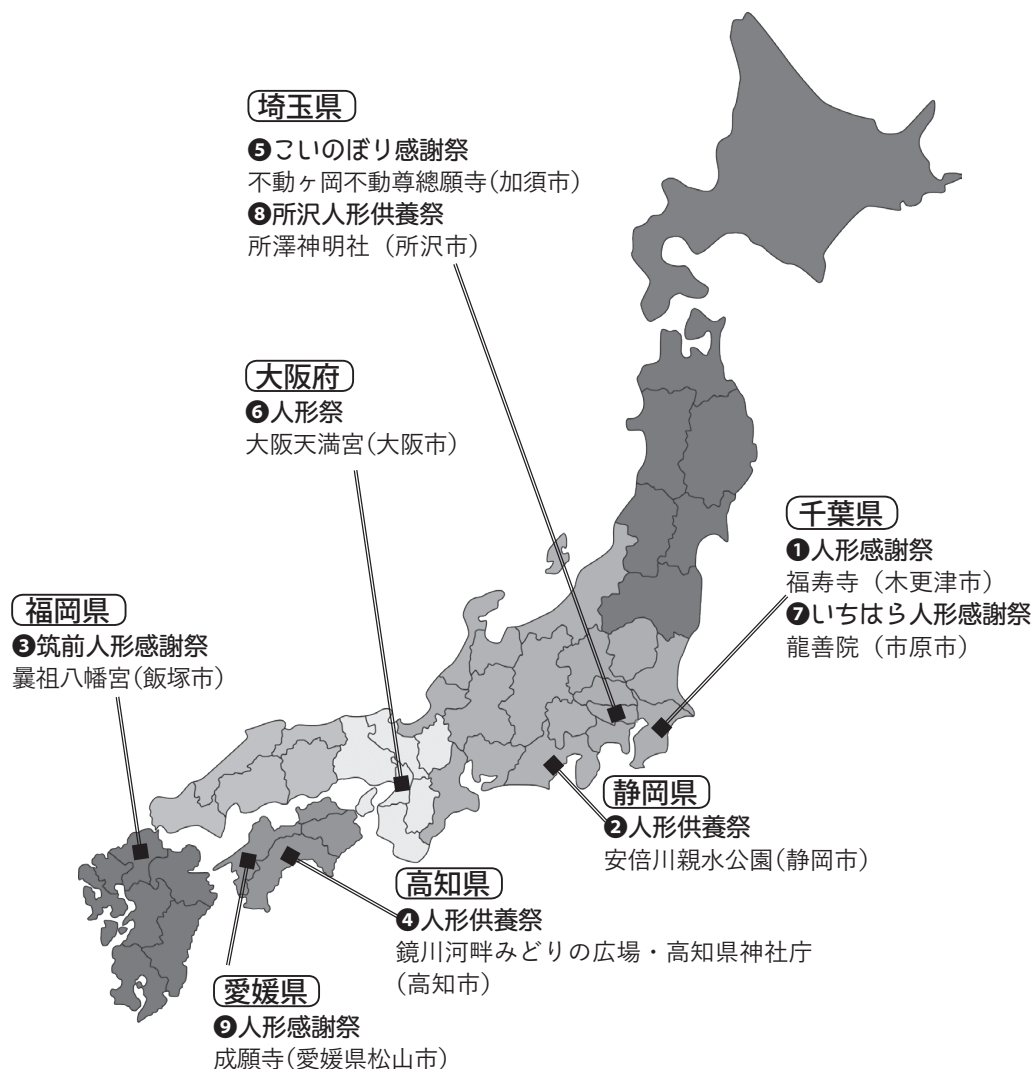 埼玉県
❺こいのぼり感謝祭
不動ヶ岡不動尊總願寺(加須市)
❽所沢人形供養祭
所澤神明社（所沢市）
大阪府
❻人形祭
大阪天満宮(大阪市)
千葉県
❶人形感謝祭
福寿寺（木更津市）
❼いちはら人形感謝祭
龍善院（市原市）
福岡県
❸筑前人形感謝祭
曩祖八幡宮(飯塚市)
静岡県
❷人形供養祭
安倍川親水公園(静岡市)
高知県
❹人形供養祭
鏡川河畔みどりの広場・高知県神社庁
(高知市)
愛媛県
❾人形感謝祭
成願寺(愛媛県松山市)